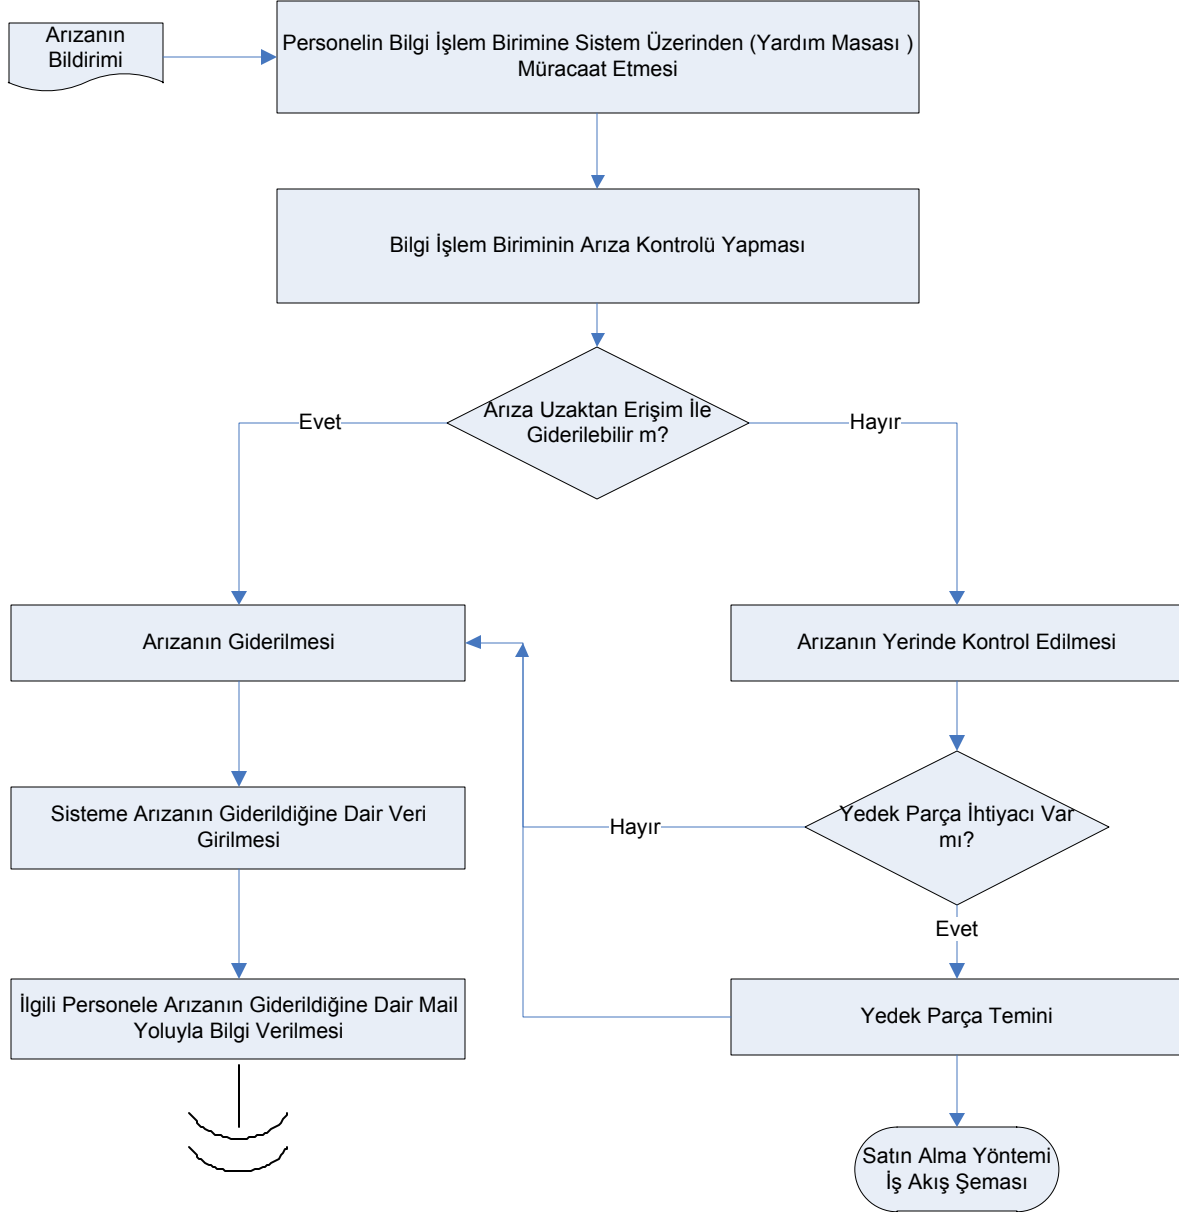 Arızanın
Bildirimi
Personelin Bilgi İşlem Birimine Sistem Üzerinden (Yardım Masası )
Müracaat Etmesi
Bilgi İşlem Biriminin Arıza Kontrolü Yapması
Arıza Uzaktan Erişim İle
Giderilebilir m?
Evet
Hayır
Arızanın Giderilmesi
Arızanın Yerinde Kontrol Edilmesi
Sisteme Arızanın Giderildiğine Dair Veri
Girilmesi
Hayır
Yedek Parça İhtiyacı Var
mı?
Evet
İlgili Personele Arızanın Giderildiğine Dair Mail
Yoluyla Bilgi Verilmesi
Yedek Parça Temini
Satın Alma Yöntemi
İş Akış Şeması